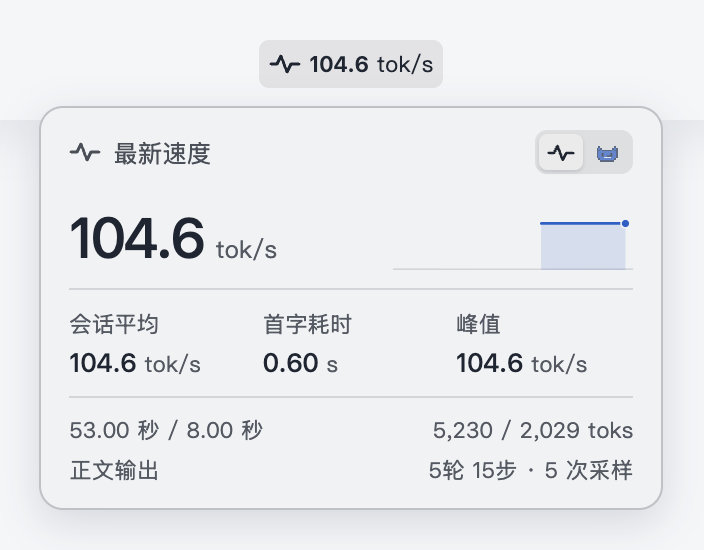 104.6 tok/s
最新速度
104.6 tok/s
会话平均 首字耗时 峰值
104.6 tok/s 0.60 s 104.6 tok/s
53.00 秒 / 8.00 秒 5,230 / 2,029 toks
正文输出 5轮 15步 · 5 次采样